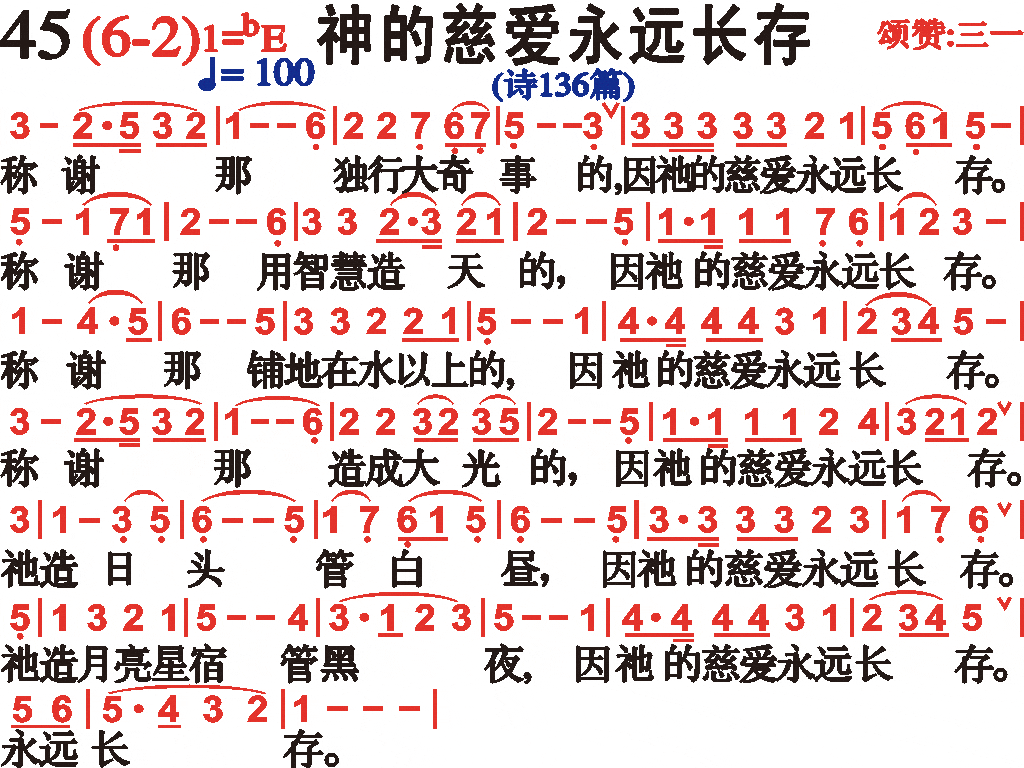 45 (6-2) 1=bE 神的慈爱永远长存 颂赞:三一
♩= 100 (诗136篇)
3 - 2·5 3 2 | 1 - - 6 | 2 2 7 6 7 | 5 - - 3 ∨ | 3 3 3 3 3 2 1 | 5 6 1 5 - |
称 谢 那 独行大奇 事 的,因祂的慈爱永远长 存。
5 - 1 7 1 | 2 - - 6 | 3 3 2·3 2 1 | 2 - - 5 | 1·1 1 1 7 6 | 1 2 3 - |
称 谢 那 用智慧造 天 的, 因祂 的慈爱永远长 存。
1 - 4·5 | 6 - - 5 | 3 3 2 2 1 | 5 - - 1 | 4·4 4 4 3 1 | 2 3 4 5 - |
称 谢 那 铺地在水以上的, 因 祂 的慈爱永远 长 存。
3 - 2·5 3 2 | 1 - - 6 | 2 2 3 2 3 5 | 2 - - 5 | 1·1 1 1 2 4 | 3 2 1 2 ∨ |
称 谢 那 造成大 光 的, 因祂 的慈爱永远长 存。
3 | 1 - 3 5 | 6 - - 5 | 1 7 6 1 5 | 6 - - 5 | 3·3 3 3 2 3 | 1 7 6 ∨ |
祂造 日 头 管 白 昼, 因祂 的慈爱永远 长 存。
5 | 1 3 2 1 | 5 - - 4 | 3·1 2 3 | 5 - - 1 | 4·4 4 4 3 1 | 2 3 4 5 ∨ |
祂造月亮星宿 管 黑 夜, 因 祂 的慈爱永远长 存。
5 6 | 5· 4 3 2 | 1 - - - |
永远 长 存。